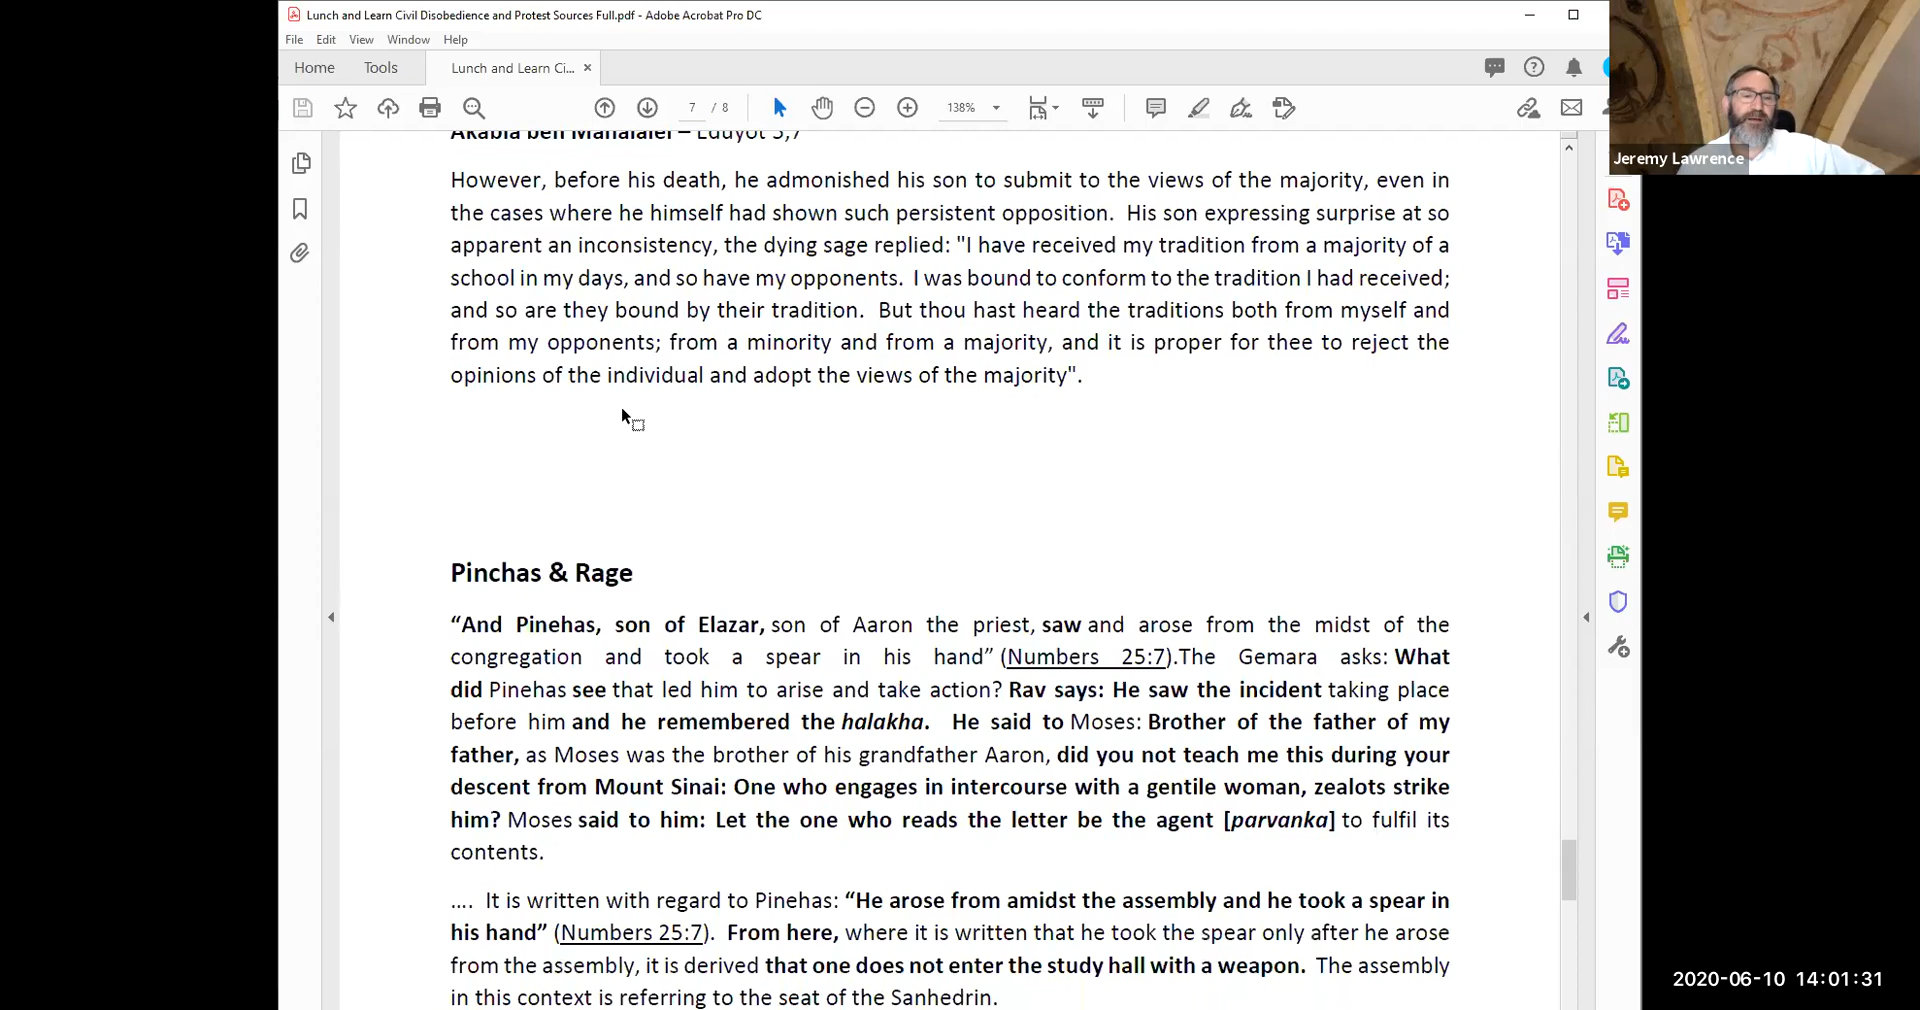 Lunch and Learn Civil Disobedience and Protest Sources Full.pdf - Adobe Acrobat Pro DC
File Edit View Window Help
Home Tools Lunch and Learn Ci... ×
7 / 8 138%
Jeremy Lawrence
Akabia ben Mahalalel – Eduyot 5,7
However, before his death, he admonished his son to submit to the views of the majority, even in
the cases where he himself had shown such persistent opposition. His son expressing surprise at so
apparent an inconsistency, the dying sage replied: "I have received my tradition from a majority of a
school in my days, and so have my opponents. I was bound to conform to the tradition I had received;
and so are they bound by their tradition. But thou hast heard the traditions both from myself and
from my opponents; from a minority and from a majority, and it is proper for thee to reject the
opinions of the individual and adopt the views of the majority".
Pinchas & Rage
“And Pinehas, son of Elazar, son of Aaron the priest, saw and arose from the midst of the
congregation and took a spear in his hand” (Numbers 25:7).The Gemara asks: What
did Pinehas see that led him to arise and take action? Rav says: He saw the incident taking place
before him and he remembered the halakha. He said to Moses: Brother of the father of my
father, as Moses was the brother of his grandfather Aaron, did you not teach me this during your
descent from Mount Sinai: One who engages in intercourse with a gentile woman, zealots strike
him? Moses said to him: Let the one who reads the letter be the agent [parvanka] to fulfil its
contents.
.... It is written with regard to Pinehas: “He arose from amidst the assembly and he took a spear in
his hand” (Numbers 25:7). From here, where it is written that he took the spear only after he arose
from the assembly, it is derived that one does not enter the study hall with a weapon. The assembly
in this context is referring to the seat of the Sanhedrin.
2020-06-10 14:01:31